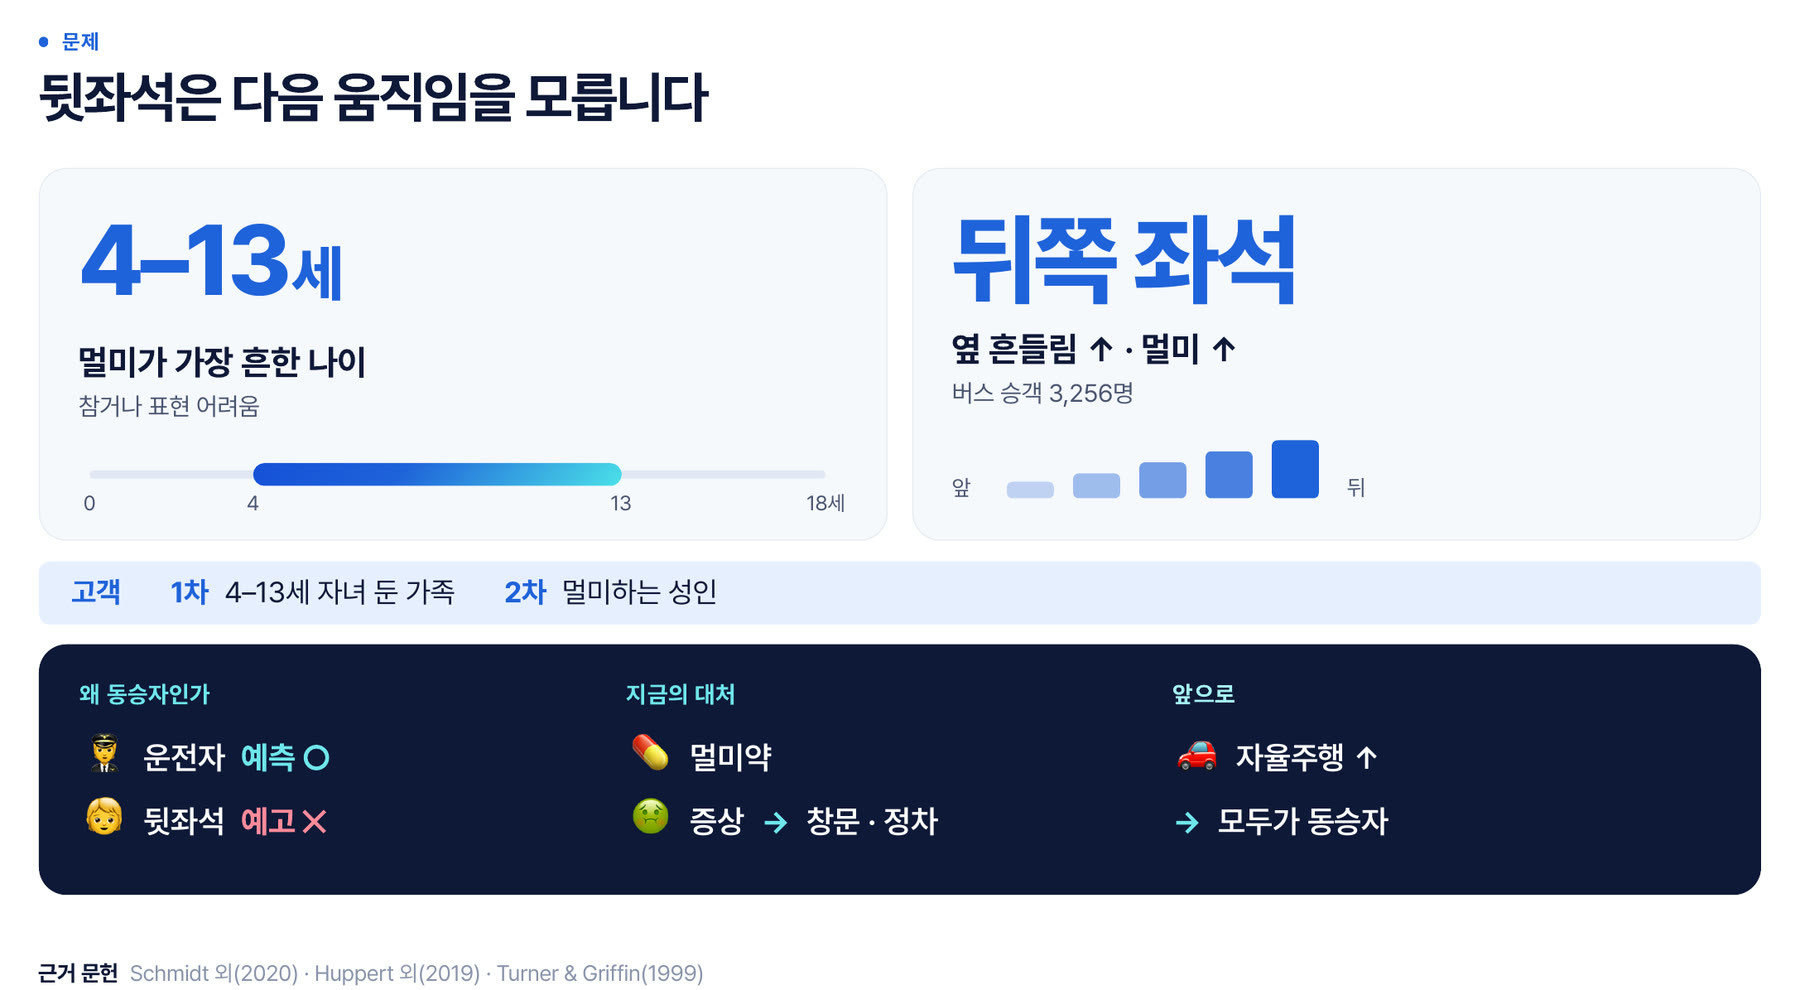 문제
뒷좌석은 다음 움직임을 모릅니다
4–13세
멀미가 가장 흔한 나이
참거나 표현 어려움
0 4 13 18세
뒤쪽 좌석
옆 흔들림 ↑ · 멀미 ↑
버스 승객 3,256명
앞 뒤
고객 1차 4–13세 자녀 둔 가족 2차 멀미하는 성인
왜 동승자인가
운전자 예측 ○
뒷좌석 예고 ✕
지금의 대처
멀미약
증상 → 창문 · 정차
앞으로
자율주행 ↑
→ 모두가 동승자
근거 문헌 Schmidt 외(2020) · Huppert 외(2019) · Turner & Griffin(1999)